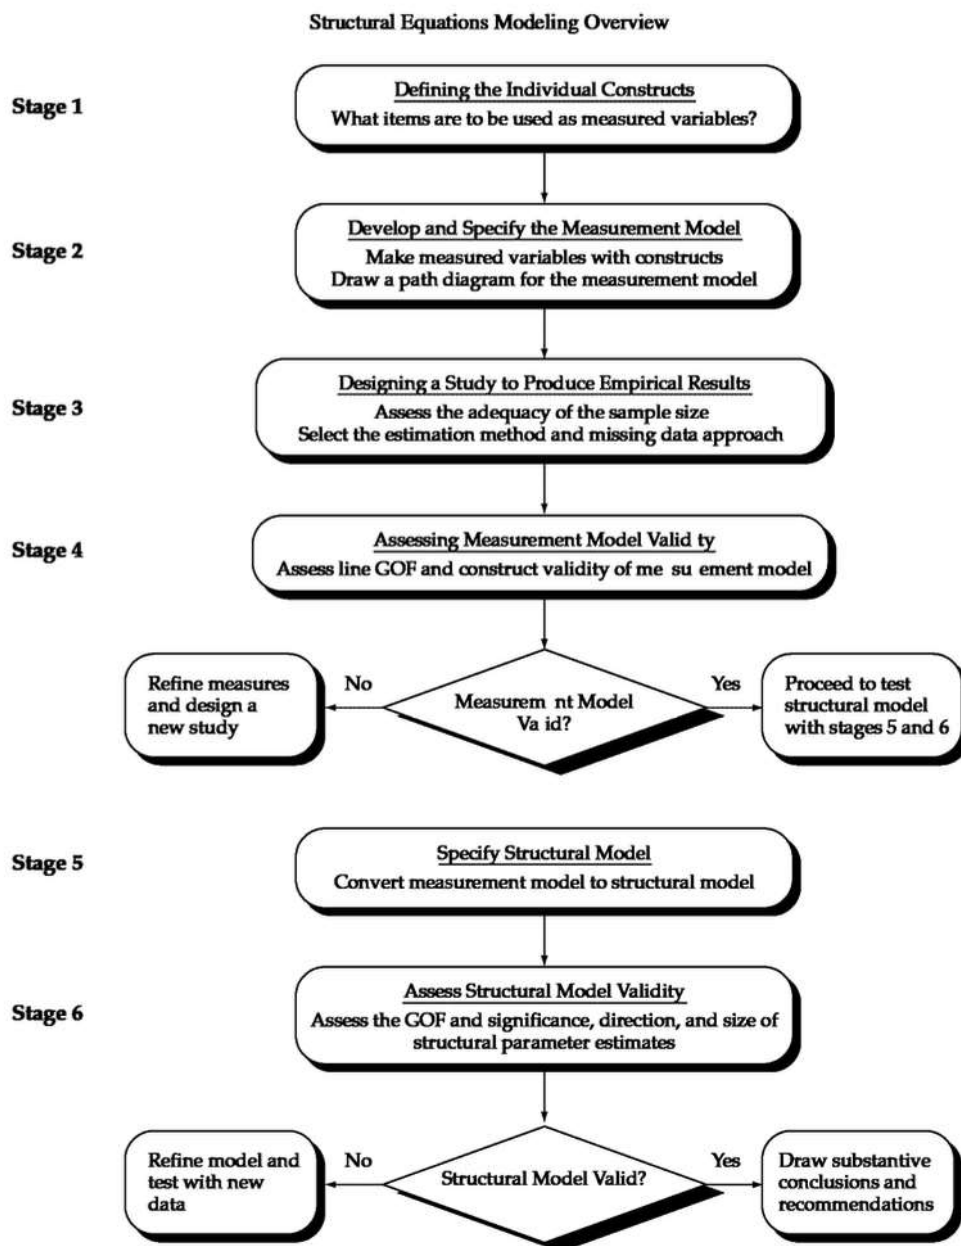 Structural Equations Modeling Overview
Stage 1
Defining the Individual Constructs
What items are to be used as measured variables?
Stage 2
Develop and Specify the Measurement Model
Make measured variables with constructs
Draw a path diagram for the measurement model
Stage 3
Designing a Study to Produce Empirical Results
Assess the adequacy of the sample size
Select the estimation method and missing data approach
Stage 4
Assessing Measurement Model Valid ty
Assess line GOF and construct validity of me su ement model
Refine measures
and design a
new study
No
Measurem nt Model
Va id?
Yes
Proceed to test
structural model
with stages 5 and 6
Stage 5
Specify Structural Model
Convert measurement model to structural model
Stage 6
Assess Structural Model Validity
Assess the GOF and significance, direction, and size of
structural parameter estimates
Refine model and
test with new
data
No
Structural Model Valid?
Yes
Draw substantive
conclusions and
recommendations